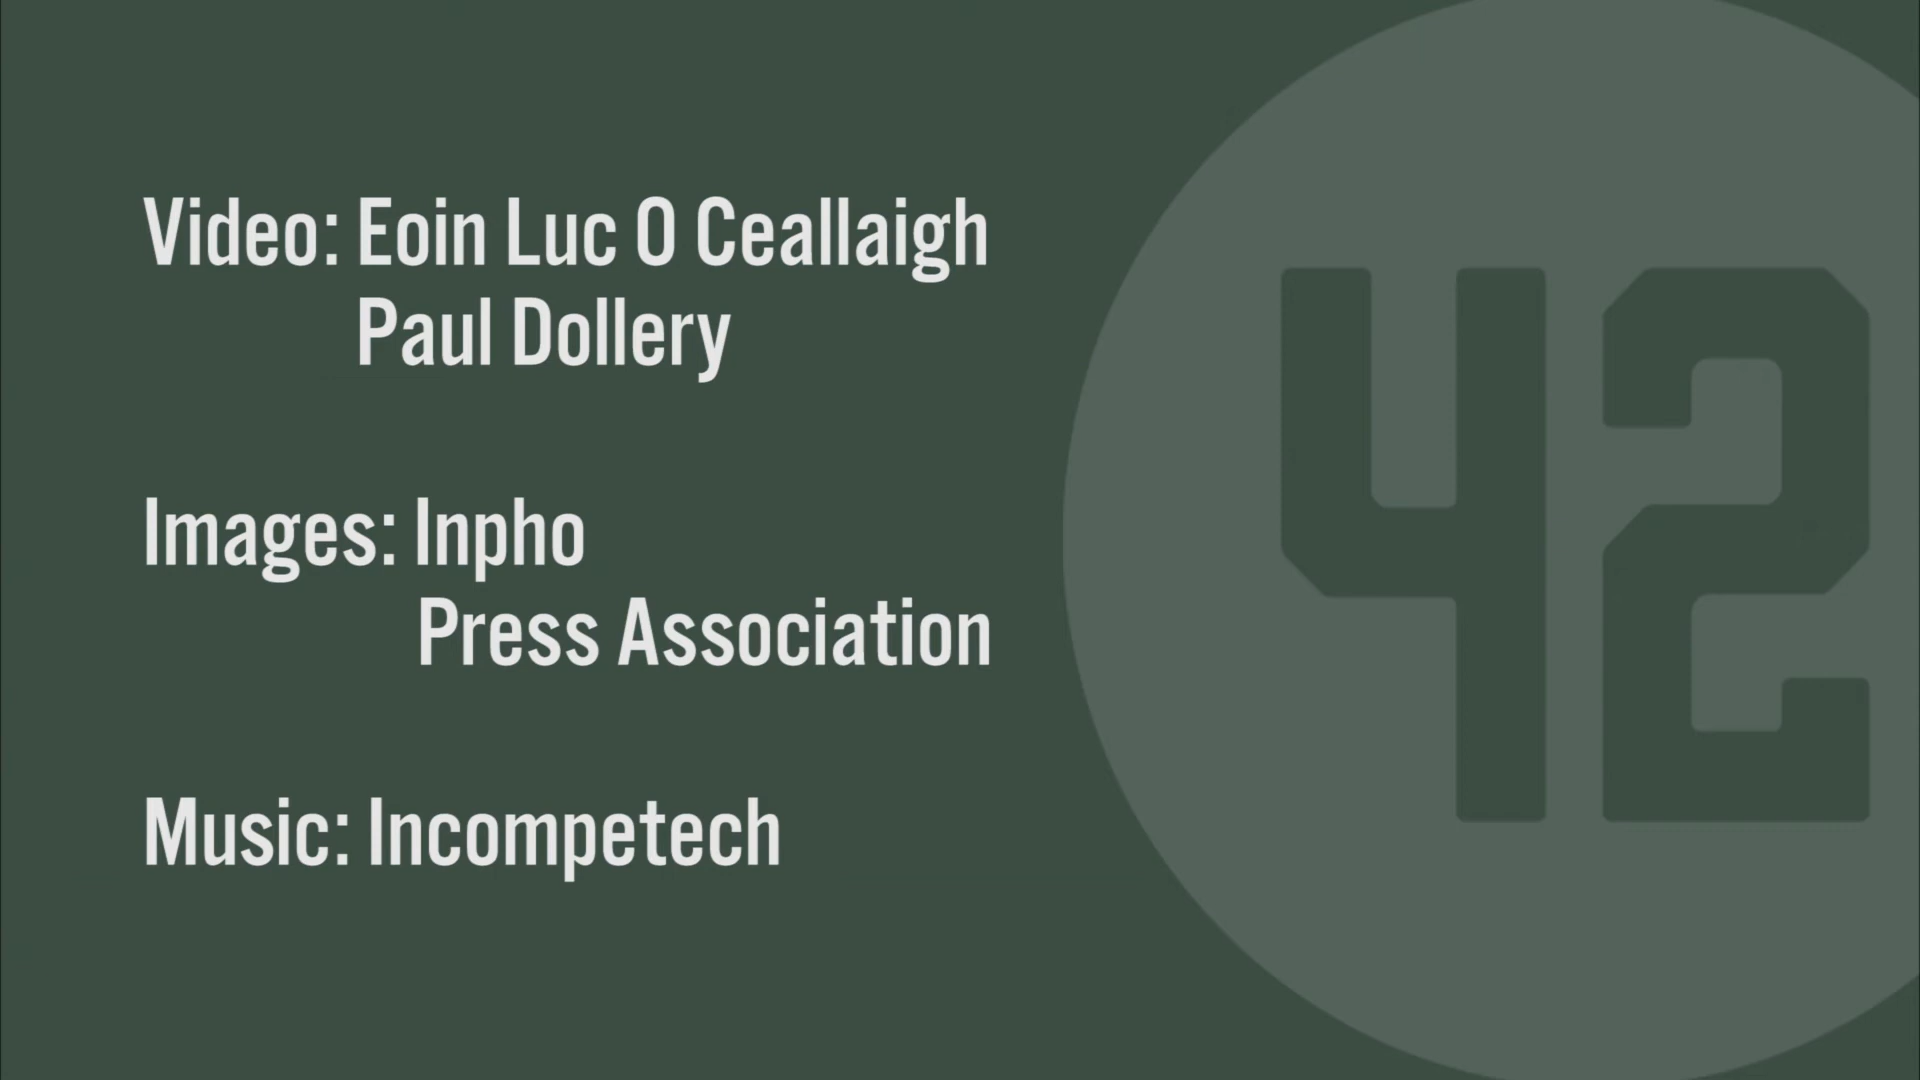 Video: Eoin Luc O Ceallaigh
Paul Dollery
Images: Inpho
Press Association
Music: Incompetech
42